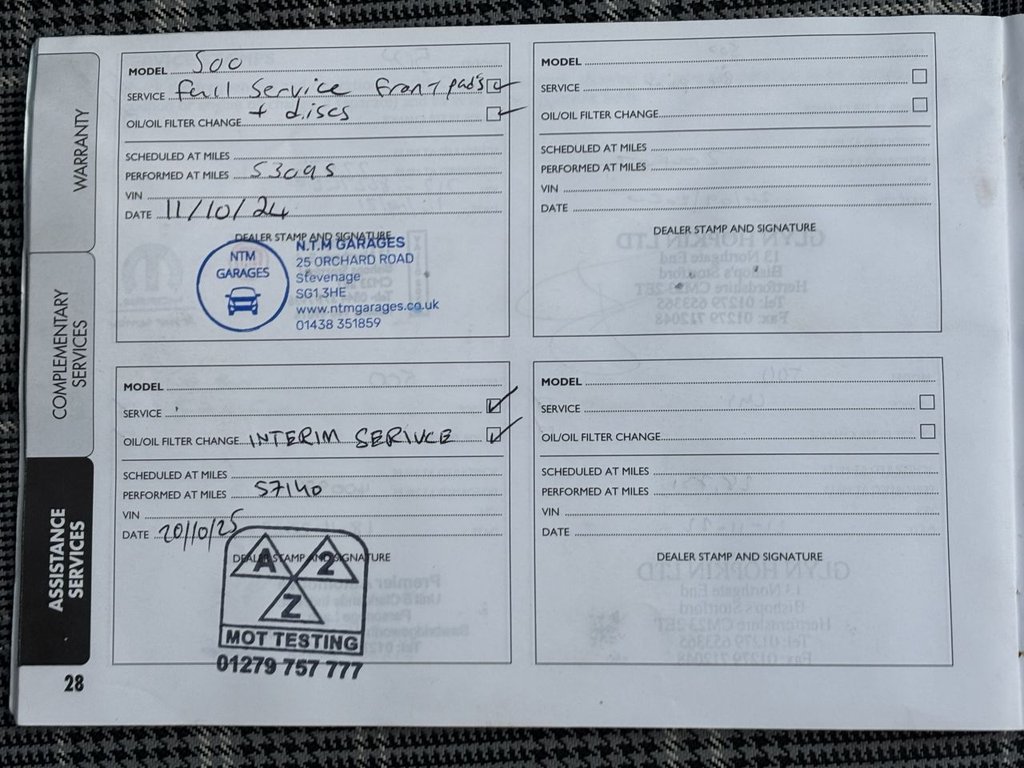 WARRANTY
COMPLEMENTARY
SERVICES
ASSISTANCE
SERVICES
28
MODEL 500
SERVICE full Service front pads
+ discs
OIL/OIL FILTER CHANGE
SCHEDULED AT MILES
PERFORMED AT MILES 53095
VIN
DATE 11/10/24
DEALER STAMP AND SIGNATURE
NTM
GARAGES
N.T.M GARAGES
25 ORCHARD ROAD
Stevenage
SG1 3HE
www.ntmgarages.co.uk
01438 351859
MODEL
SERVICE
OIL/OIL FILTER CHANGE
SCHEDULED AT MILES
PERFORMED AT MILES
VIN
DATE
DEALER STAMP AND SIGNATURE
MODEL
SERVICE
OIL/OIL FILTER CHANGE INTERIM SERIVCE
SCHEDULED AT MILES
PERFORMED AT MILES 57140
VIN
DATE 20/10/25
DEALER STAMP AND SIGNATURE
A 2
Z
MOT TESTING
01279 757 777
MODEL
SERVICE
OIL/OIL FILTER CHANGE
SCHEDULED AT MILES
PERFORMED AT MILES
VIN
DATE
DEALER STAMP AND SIGNATURE